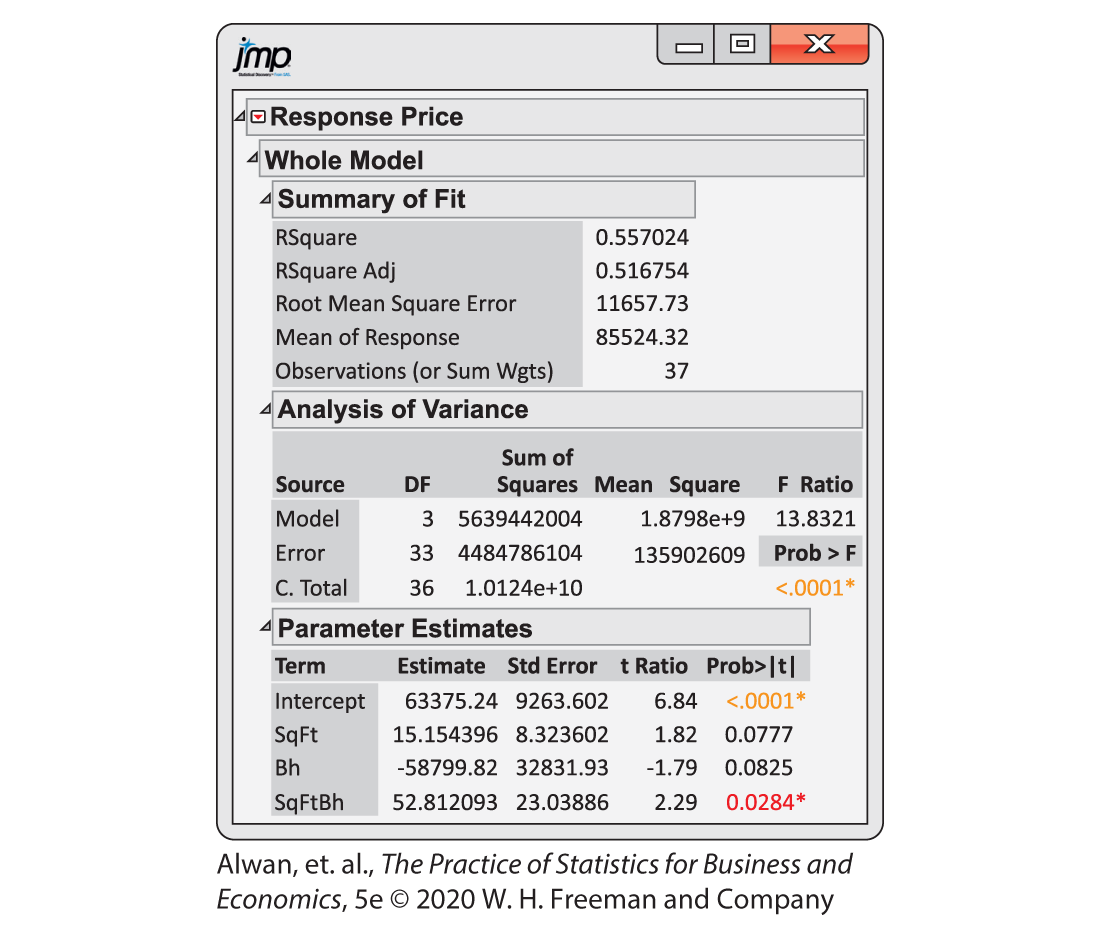 jmp
Statistical Discovery™ From SAS.
Response Price
Whole Model
Summary of Fit
RSquare 0.557024
RSquare Adj 0.516754
Root Mean Square Error 11657.73
Mean of Response 85524.32
Observations (or Sum Wgts) 37
Analysis of Variance
Sum of
Source DF Squares Mean Square F Ratio
Model 3 5639442004 1.8798e+9 13.8321
Error 33 4484786104 135902609 Prob > F
C. Total 36 1.0124e+10 <.0001*
Parameter Estimates
Term Estimate Std Error t Ratio Prob>|t|
Intercept 63375.24 9263.602 6.84 <.0001*
SqFt 15.154396 8.323602 1.82 0.0777
Bh -58799.82 32831.93 -1.79 0.0825
SqFtBh 52.812093 23.03886 2.29 0.0284*
Alwan, et. al., The Practice of Statistics for Business and
Economics, 5e © 2020 W. H. Freeman and Company